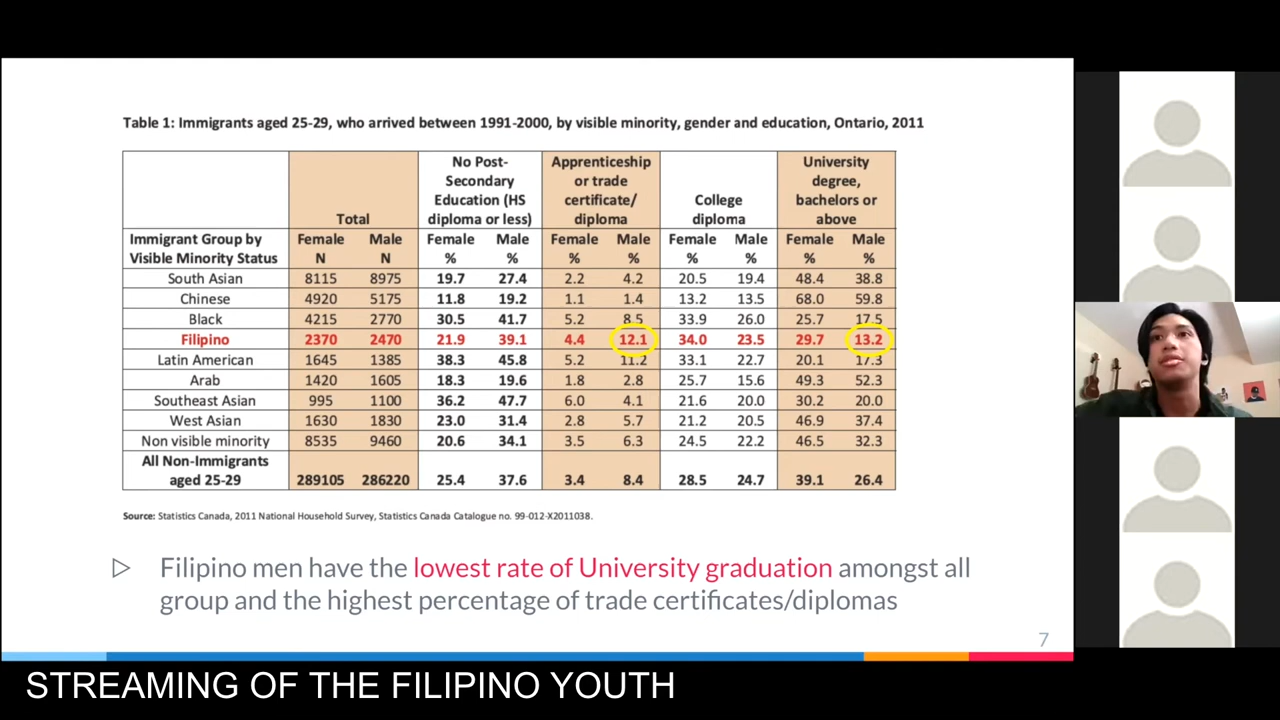 Table 1: Immigrants aged 25-29, who arrived between 1991-2000, by visible minority, gender and education, Ontario, 2011
Total
No Post-
Secondary
Education (HS
diploma or less)
Apprenticeship
or trade
certificate/
diploma
College
diploma
University
degree,
bachelors or
above
Immigrant Group by Female Male Female Male Female Male Female Male Female Male
Visible Minority Status N N % % % % % % % %
South Asian 8115 8975 19.7 27.4 2.2 4.2 20.5 19.4 48.4 38.8
Chinese 4920 5175 11.8 19.2 1.1 1.4 13.2 13.5 68.0 59.8
Black 4215 2770 30.5 41.7 5.2 8.5 33.9 26.0 25.7 17.5
Filipino 2370 2470 21.9 39.1 4.4 12.1 34.0 23.5 29.7 13.2
Latin American 1645 1385 38.3 45.8 5.2 11.2 33.1 22.7 20.1 17.3
Arab 1420 1605 18.3 19.6 1.8 2.8 25.7 15.6 49.3 52.3
Southeast Asian 995 1100 36.2 47.7 6.0 4.1 21.6 20.0 30.2 20.0
West Asian 1630 1830 23.0 31.4 2.8 5.7 21.2 20.5 46.9 37.4
Non visible minority 8535 9460 20.6 34.1 3.5 6.3 24.5 22.2 46.5 32.3
All Non-Immigrants
aged 25-29 289105 286220 25.4 37.6 3.4 8.4 28.5 24.7 39.1 26.4
Source: Statistics Canada, 2011 National Household Survey, Statistics Canada Catalogue no. 99-012-X2011038.
Filipino men have the lowest rate of University graduation amongst all
group and the highest percentage of trade certificates/diplomas
7
STREAMING OF THE FILIPINO YOUTH